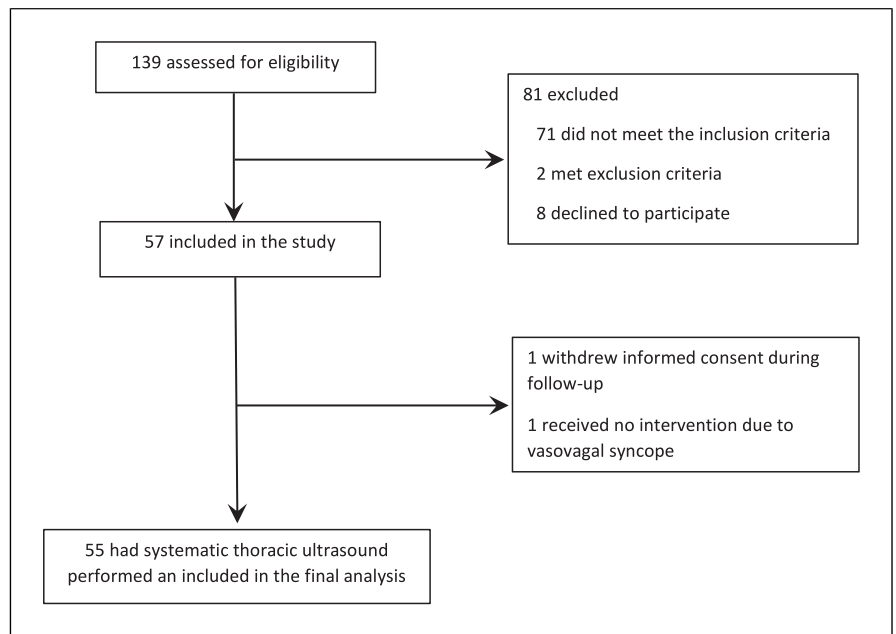 139 assessed for eligibility
81 excluded
71 did not meet the inclusion criteria
2 met exclusion criteria
8 declined to participate
57 included in the study
1 withdrew informed consent during
follow-up
1 received no intervention due to
vasovagal syncope
55 had systematic thoracic ultrasound
performed an included in the final analysis